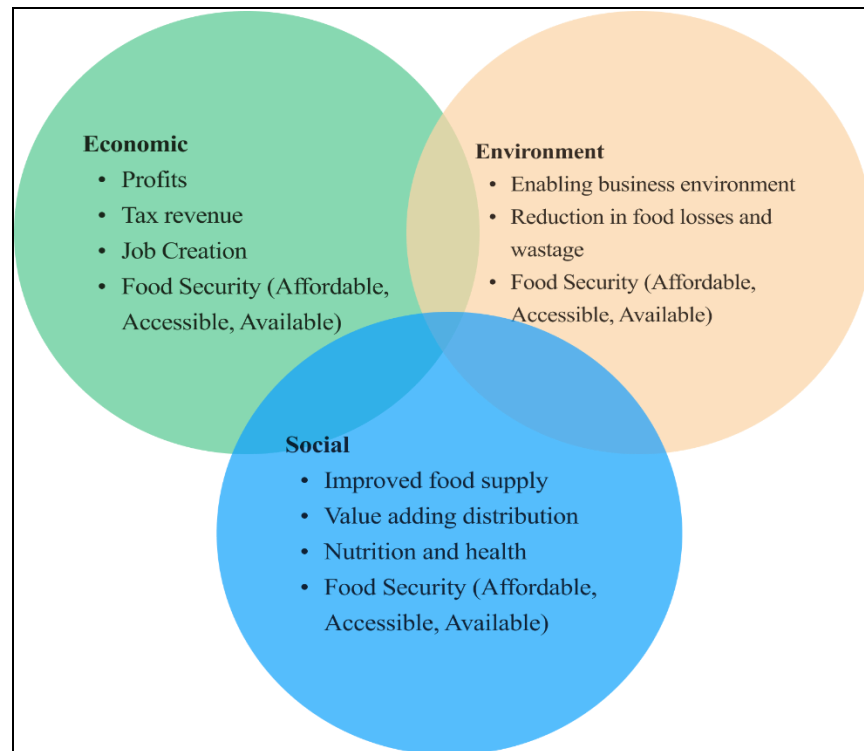 Economic
• Profits
• Tax revenue
• Job Creation
• Food Security (Affordable,
Accessible, Available)
Environment
• Enabling business environment
• Reduction in food losses and
wastage
• Food Security (Affordable,
Accessible, Available)
Social
• Improved food supply
• Value adding distribution
• Nutrition and health
• Food Security (Affordable,
Accessible, Available)